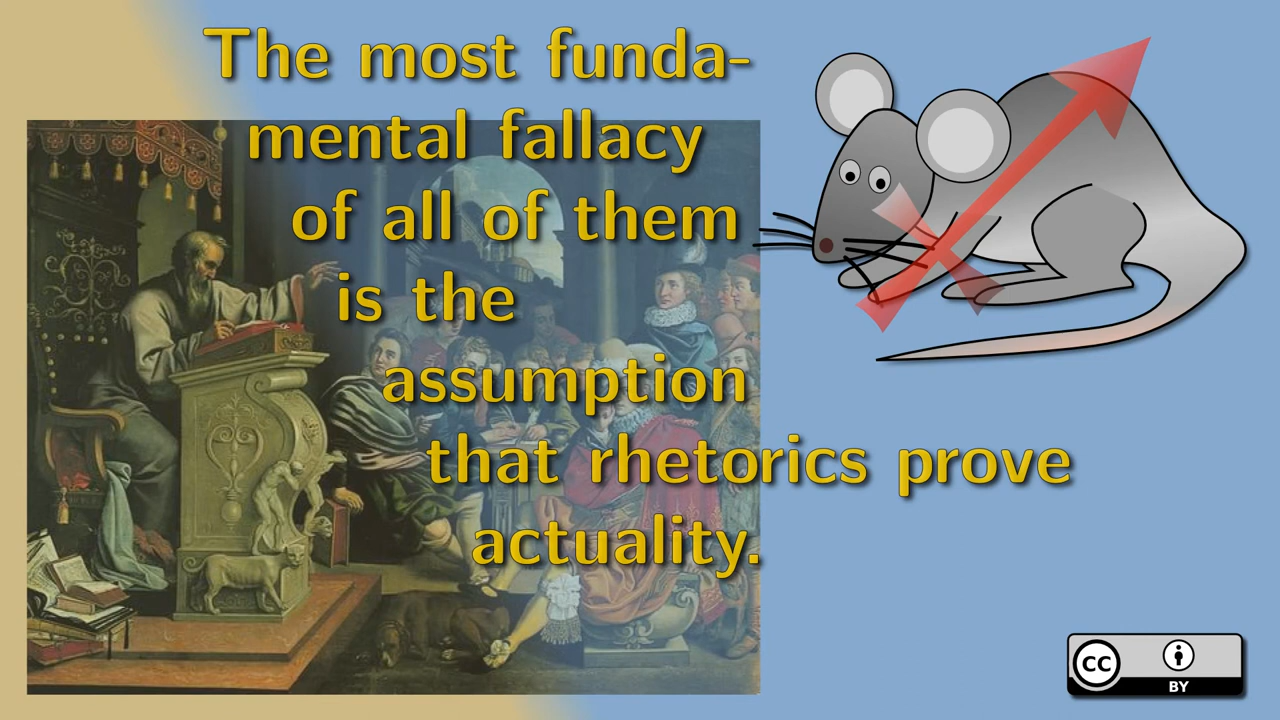 The most funda-
mental fallacy
of all of them
is the
assumption
that rhetorics prove
actuality.
cc
BY